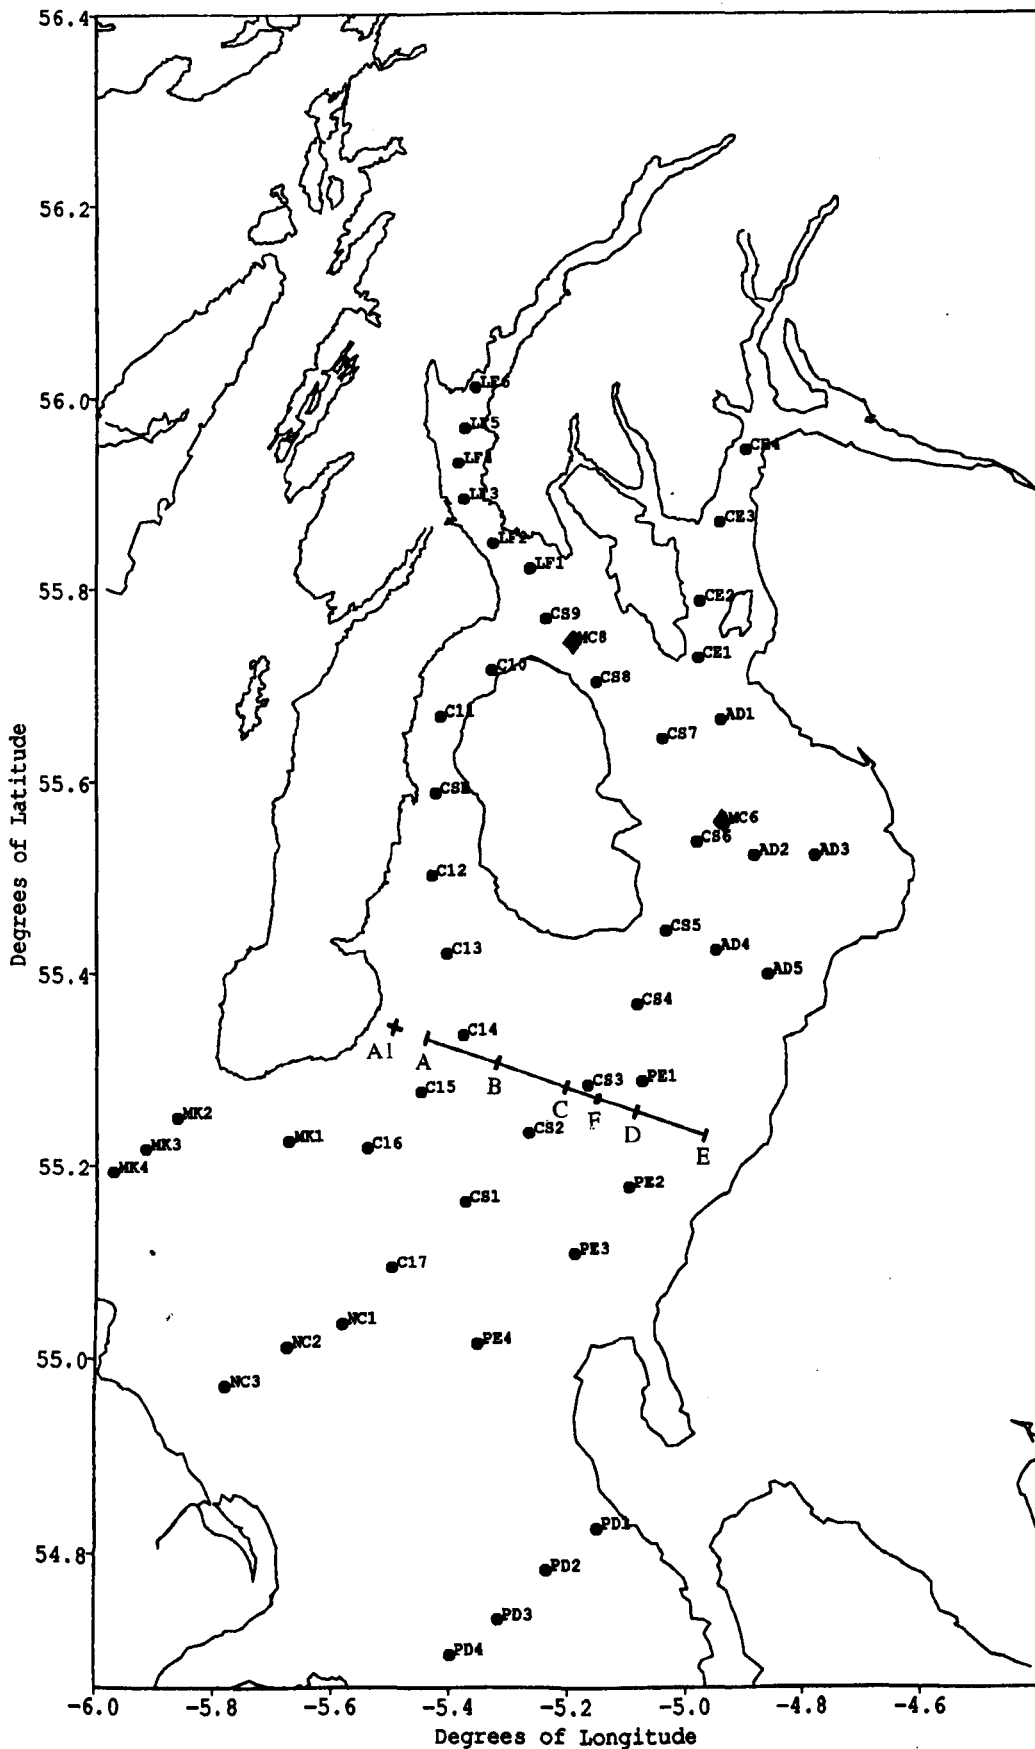 56.4
56.2
LF6
56.0
LF5
CE4
LF4
LF3
CE3
LF2
LF1
55.8
CE2
CS9
MC8
CE1
C10
CS8
C11
AD1
CS7
55.6
MC6
CS6
AD2
AD3
C12
CS5
C13
AD4
55.4
AD5
CS4
C14
A1
A
B
C15
CS3
PE1
C
F
D
MK2
CS2
MK1
C16
MK3
E
55.2
MK4
PE2
CS1
PE3
C17
NC1
PE4
NC2
55.0
NC3
PD1
54.8
PD2
PD3
PD4
-6.0
-5.8
-5.6
-5.4
-5.2
-5.0
-4.8
-4.6
Degrees of Longitude
Degrees of Latitude